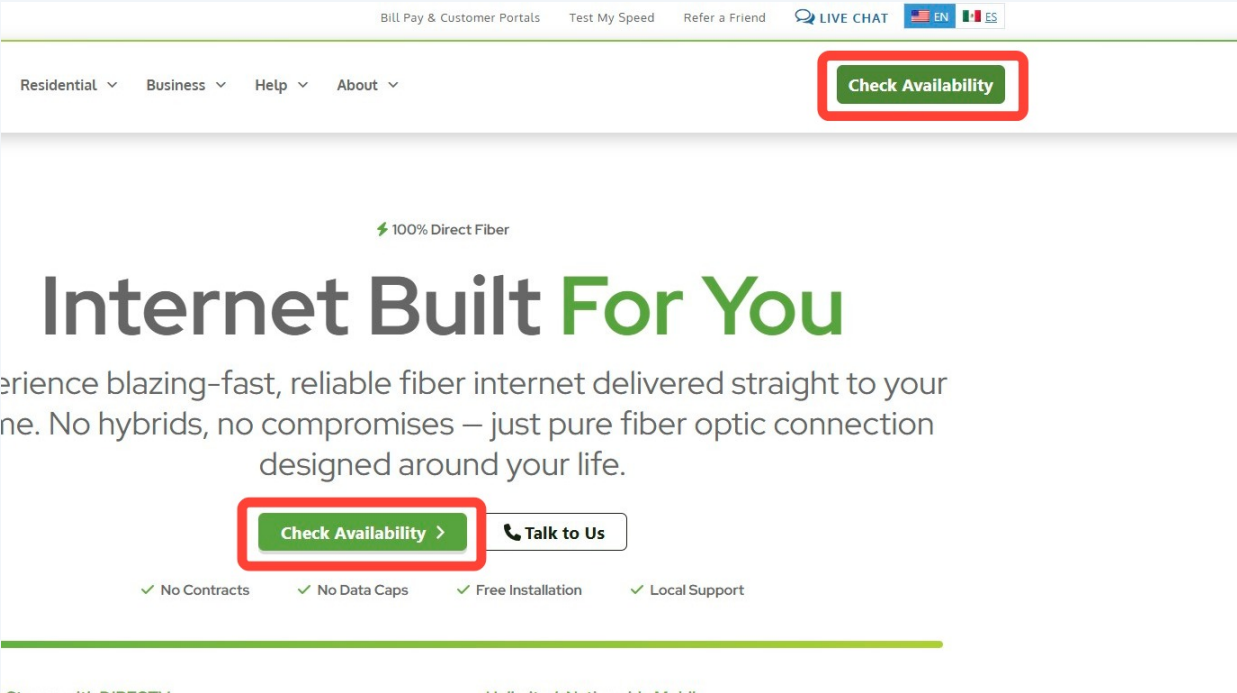 Bill Pay & Customer Portals Test My Speed Refer a Friend LIVE CHAT EN ES
Residential Business Help About Check Availability
100% Direct Fiber
Internet Built For You
erience blazing-fast, reliable fiber internet delivered straight to your
me. No hybrids, no compromises — just pure fiber optic connection
designed around your life.
Check Availability Talk to Us
No Contracts No Data Caps Free Installation Local Support